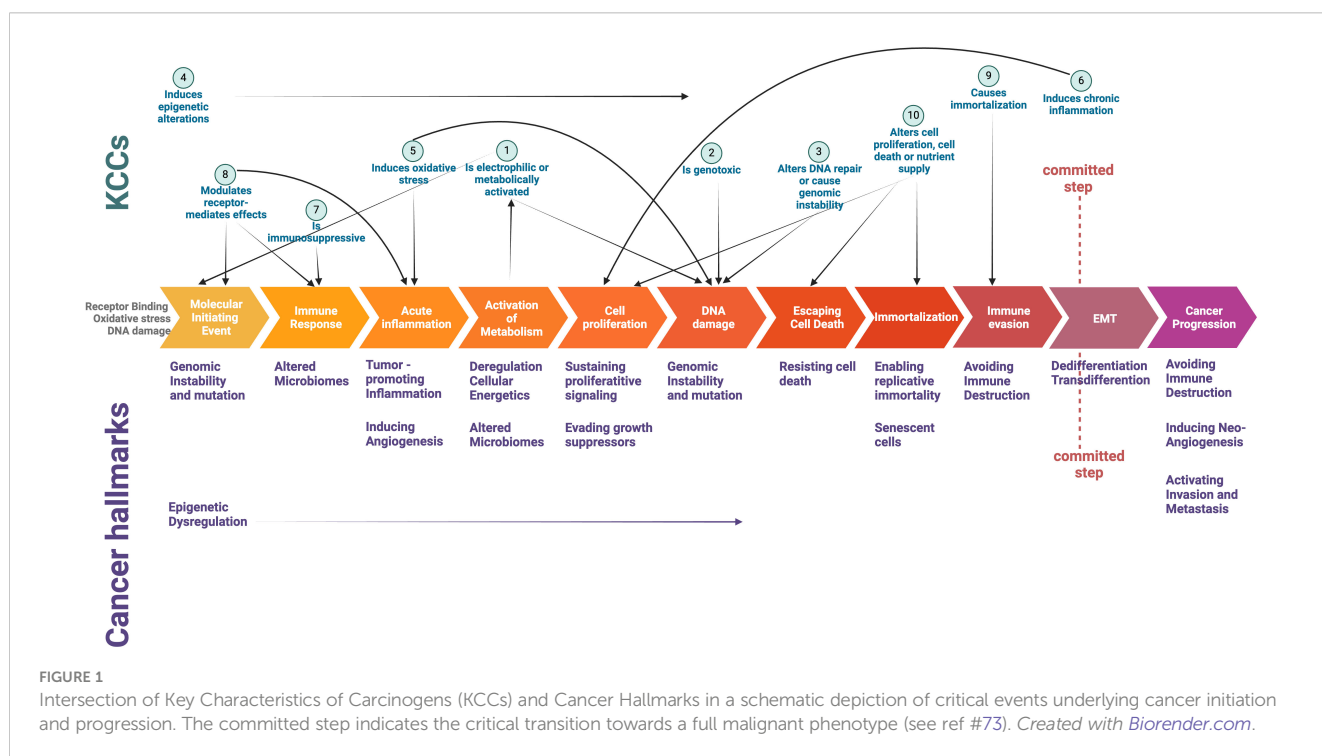 KCCs
4
Induces
epigenetic
alterations
8
Modulates
receptor-
mediates effects
7
Is
immunosuppressive
5
Induces oxidative
stress
1
Is electrophilic or
metabolically
activated
2
Is genotoxic
3
Alters DNA repair
or cause
genomic
instability
10
Alters cell
proliferation, cell
death or nutrient
supply
9
Causes
immortalization
6
Induces chronic
inflammation
committed
step
Receptor Binding
Oxidative stress
DNA damage
Molecular
Initiating
Event
Immune
Response
Acute
Inflammation
Activation
of
Metabolism
Cell
proliferation
DNA
damage
Escaping
Cell Death
Immortalization
Immune
evasion
EMT
Cancer
Progression
Cancer hallmarks
Genomic
Instability
and mutation
Altered
Microbiomes
Tumor -
promoting
Inflammation
Inducing
Angiogenesis
Deregulation
Cellular
Energetics
Altered
Microbiomes
Sustaining
proliferatitive
signaling
Evading growth
suppressors
Genomic
Instability
and mutation
Resisting cell
death
Enabling
replicative
immortality
Senescent
cells
Avoiding
Immune
Destruction
Dedifferentiation
Transdifferention
committed
step
Avoiding
Immune
Destruction
Inducing Neo-
Angiogenesis
Activating
Invasion and
Metastasis
Epigenetic
Dysregulation
FIGURE 1
Intersection of Key Characteristics of Carcinogens (KCCs) and Cancer Hallmarks in a schematic depiction of critical events underlying cancer initiation
and progression. The committed step indicates the critical transition towards a full malignant phenotype (see ref #73). Created with Biorender.com.